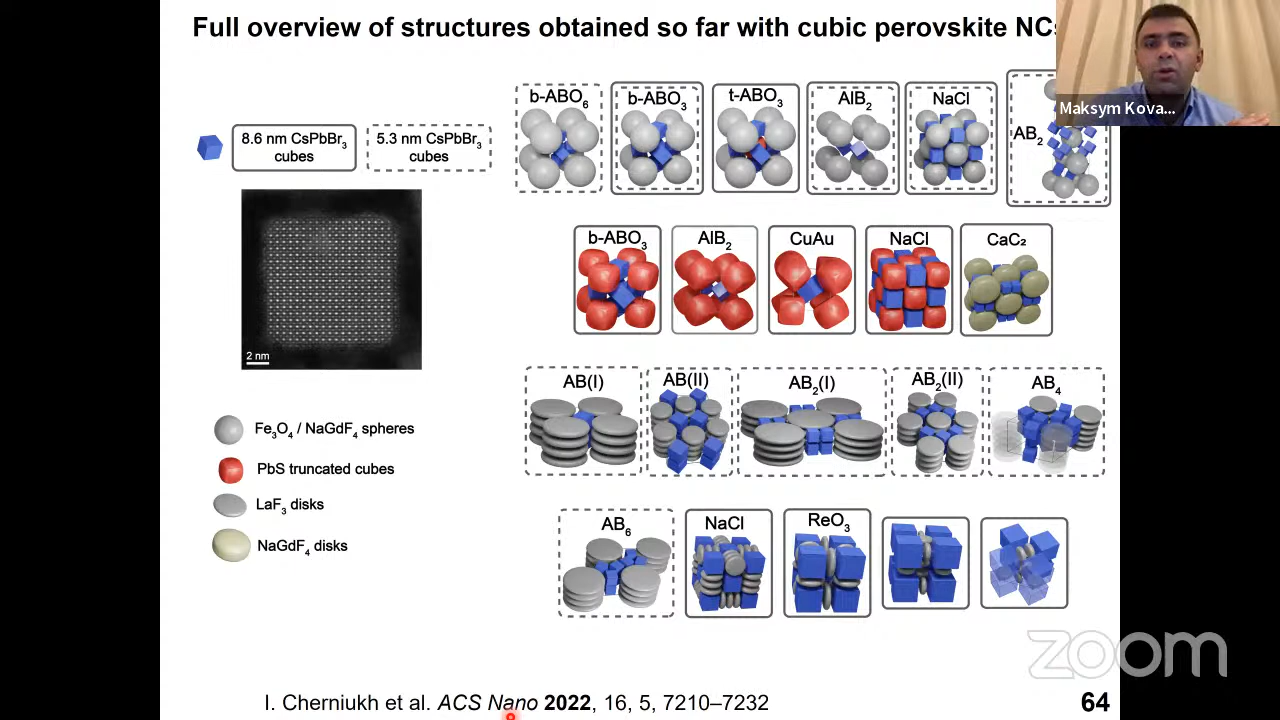 Full overview of structures obtained so far with cubic perovskite NCs
Maksym Kova...
8.6 nm CsPbBr₃
cubes
5.3 nm CsPbBr₃
cubes
b-ABO₆
b-ABO₃
t-ABO₃
AlB₂
NaCl
AB₂
b-ABO₃
AlB₂
CuAu
NaCl
CaC₂
2 nm
AB(I)
AB(II)
AB₂(I)
AB₂(II)
AB₄
Fe₃O₄ / NaGdF₄ spheres
PbS truncated cubes
LaF₃ disks
NaGdF₄ disks
AB₆
NaCl
ReO₃
zoom
I. Cherniukh et al. ACS Nano 2022, 16, 5, 7210–7232
64